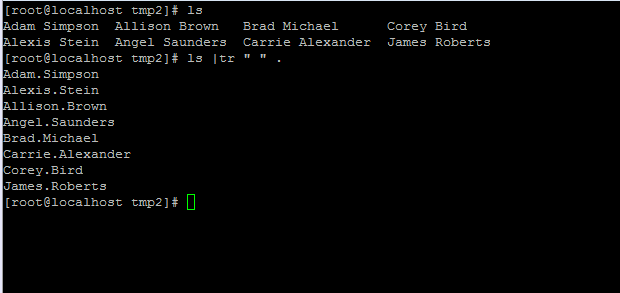 [root@localhost tmp2]# ls
Adam Simpson  Allison Brown   Brad Michael      Corey Bird
Alexis Stein  Angel Saunders  Carrie Alexander  James Roberts
[root@localhost tmp2]# ls |tr " " .
Adam.Simpson
Alexis.Stein
Allison.Brown
Angel.Saunders
Brad.Michael
Carrie.Alexander
Corey.Bird
James.Roberts
[root@localhost tmp2]#